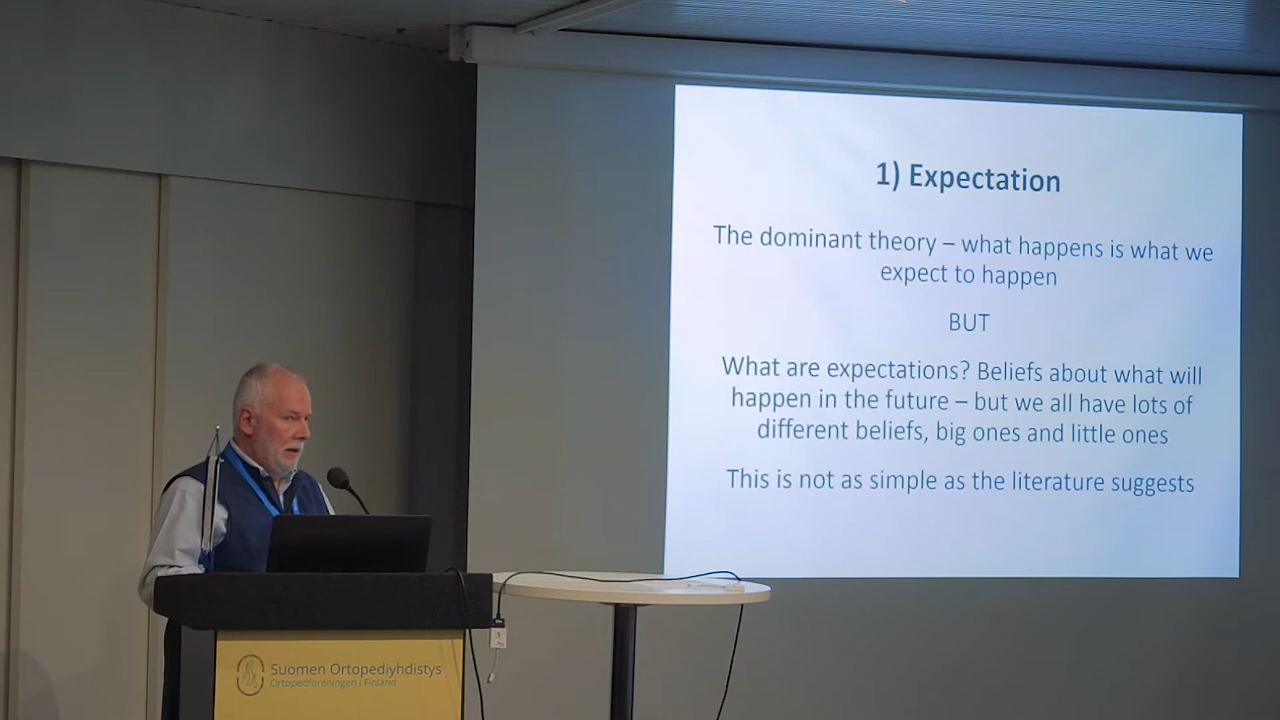 1) Expectation
The dominant theory – what happens is what we
expect to happen
BUT
What are expectations? Beliefs about what will
happen in the future – but we all have lots of
different beliefs, big ones and little ones
This is not as simple as the literature suggests
Suomen Ortopediyhdistys
Ortopedföreningen i Finland